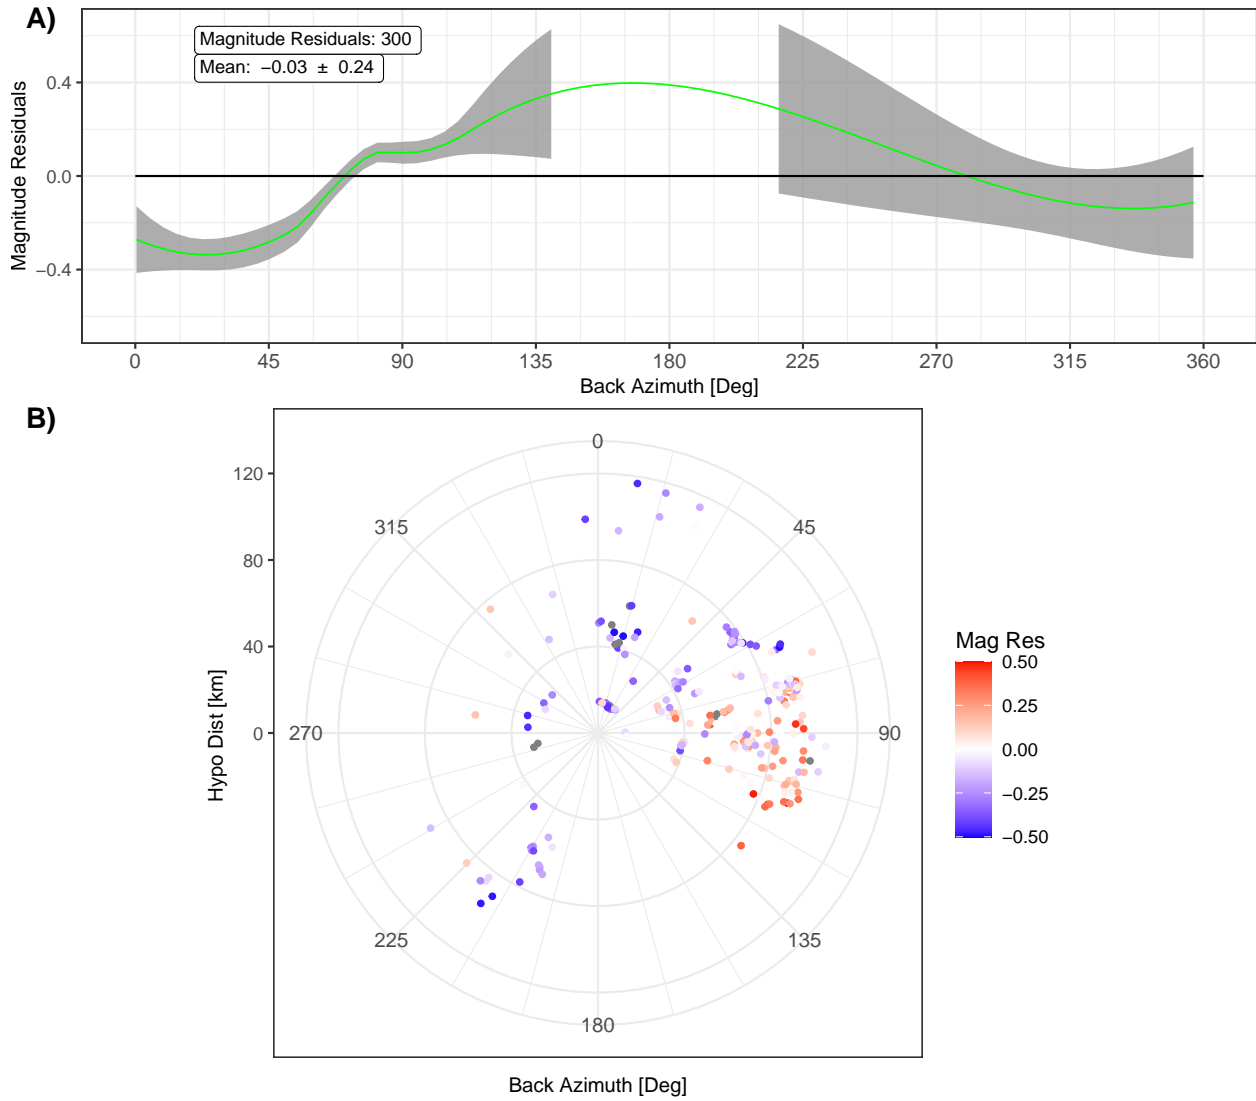 A)
Magnitude Residuals: 300
Mean: −0.03 ± 0.24
Magnitude Residuals
0.4
0.0
−0.4
0 45 90 135 180 225 270 315 360
Back Azimuth [Deg]
B)
Hypo Dist [km]
120
80
40
0
0
45
90
135
180
225
270
315
Back Azimuth [Deg]
Mag Res
0.50
0.25
0.00
−0.25
−0.50